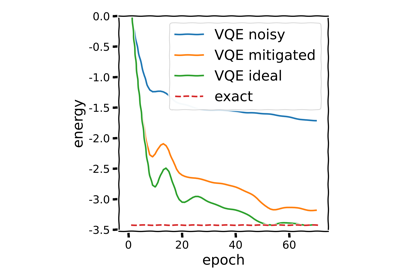 0.0
-0.5
-1.0
-1.5
-2.0
-2.5
-3.0
-3.5
energy
VQE noisy
VQE mitigated
VQE ideal
exact
0 20 40 60
epoch